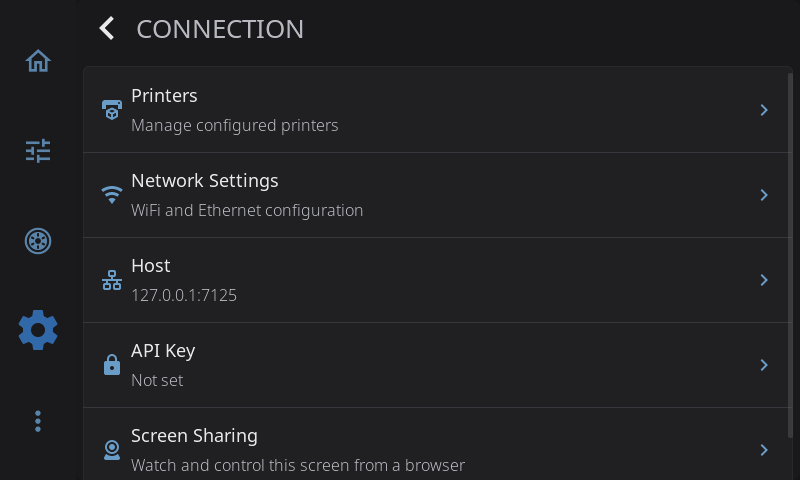 CONNECTION
Printers
Manage configured printers
Network Settings
WiFi and Ethernet configuration
Host
127.0.0.1:7125
API Key
Not set
Screen Sharing
Watch and control this screen from a browser